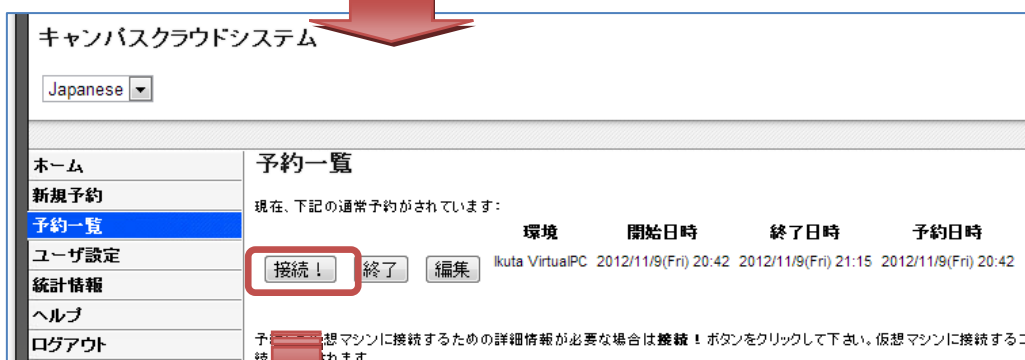 キャンバスクラウドシステム
Japanese
ホーム
新規予約
予約一覧
ユーザ設定
統計情報
ヘルプ
ログアウト
予約一覧
現在、下記の通常予約がされています：
環境 開始日時 終了日時 予約日時
接続！ 終了 編集 Ikuta VirtualPC 2012/11/9(Fri) 20:42 2012/11/9(Fri) 21:15 2012/11/9(Fri) 20:42
想マシンに接続するための詳細情報が必要な場合は接続！ボタンをクリックして下さい。仮想マシンに接続する
されます